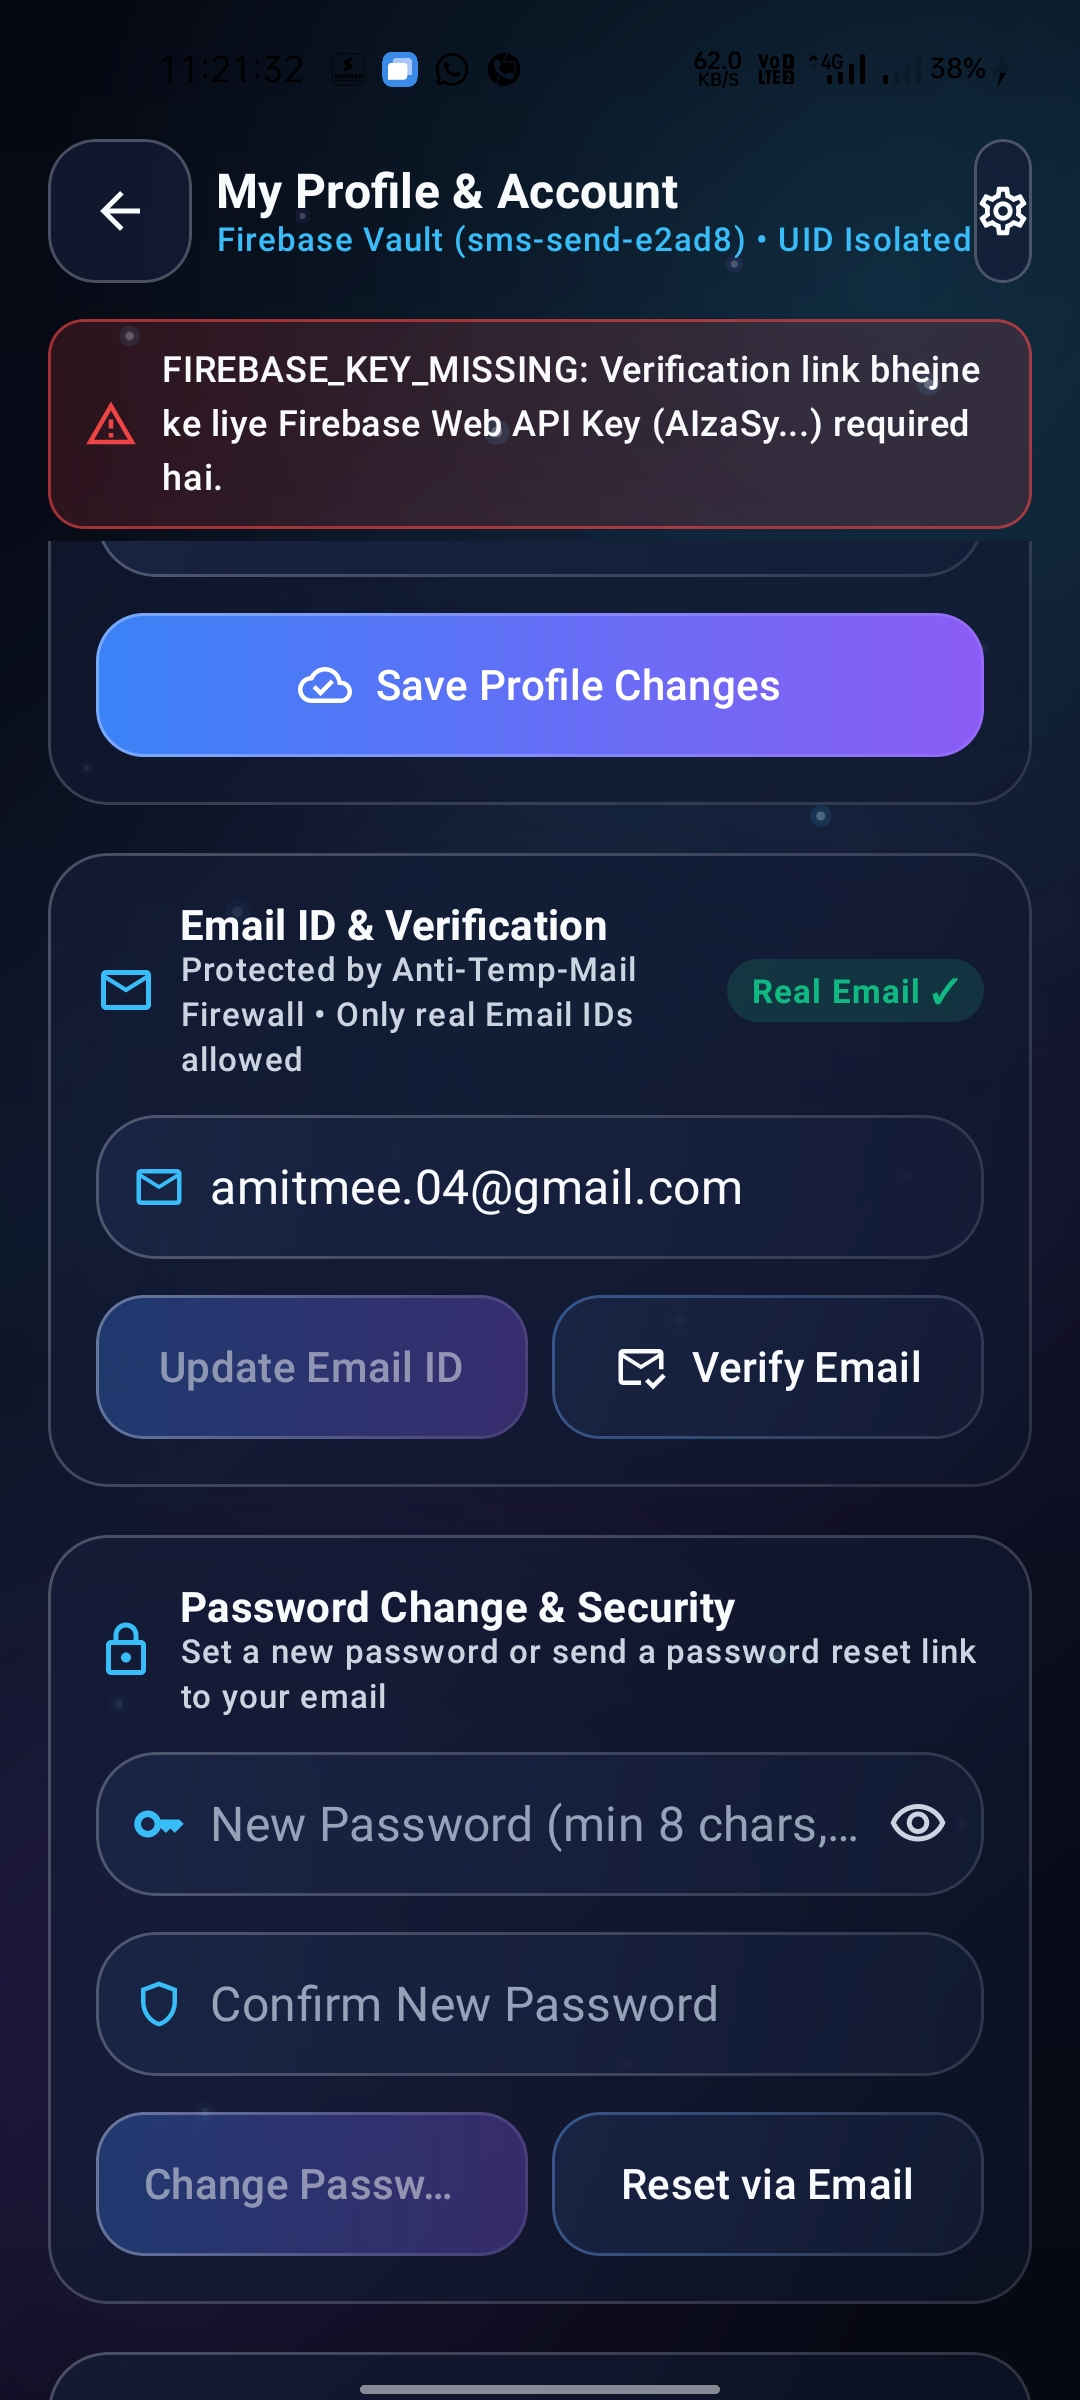 11:21:32
62.0
KB/S
VoD
LTE 2
4G
38%
My Profile & Account
Firebase Vault (sms-send-e2ad8) • UID Isolated
FIREBASE_KEY_MISSING: Verification link bhejne
ke liye Firebase Web API Key (AIzaSy...) required
hai.
Save Profile Changes
Email ID & Verification
Protected by Anti-Temp-Mail
Firewall • Only real Email IDs
allowed
Real Email ✓
amitmee.04@gmail.com
Update Email ID
Verify Email
Password Change & Security
Set a new password or send a password reset link
to your email
New Password (min 8 chars,...
Confirm New Password
Change Passw...
Reset via Email